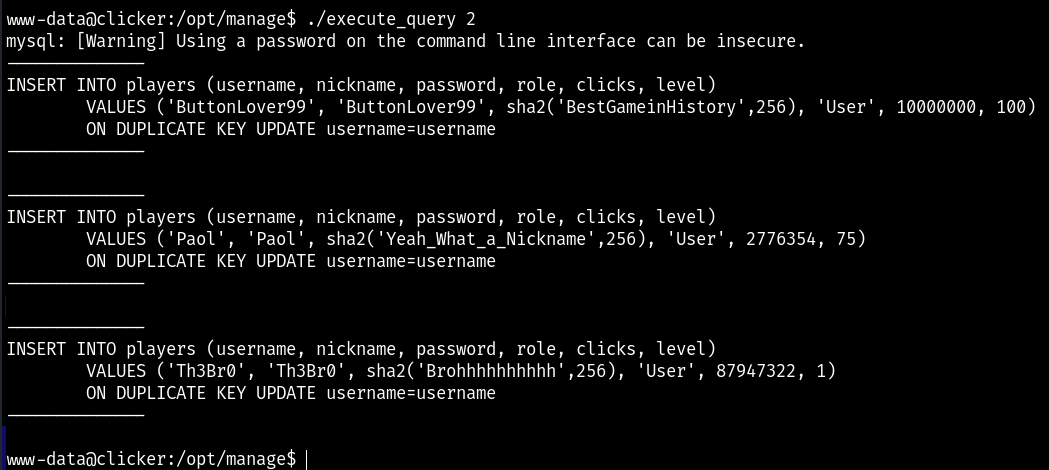 www-data@clicker:/opt/manage$ ./execute_query 2
mysql: [Warning] Using a password on the command line interface can be insecure.
--------------
INSERT INTO players (username, nickname, password, role, clicks, level)
        VALUES ('ButtonLover99', 'ButtonLover99', sha2('BestGameinHistory',256), 'User', 10000000, 100)
        ON DUPLICATE KEY UPDATE username=username
--------------
--------------
INSERT INTO players (username, nickname, password, role, clicks, level)
        VALUES ('Paol', 'Paol', sha2('Yeah_What_a_Nickname',256), 'User', 2776354, 75)
        ON DUPLICATE KEY UPDATE username=username
--------------
--------------
INSERT INTO players (username, nickname, password, role, clicks, level)
        VALUES ('Th3Br0', 'Th3Br0', sha2('Brohhhhhhhhhh',256), 'User', 87947322, 1)
        ON DUPLICATE KEY UPDATE username=username
--------------
www-data@clicker:/opt/manage$